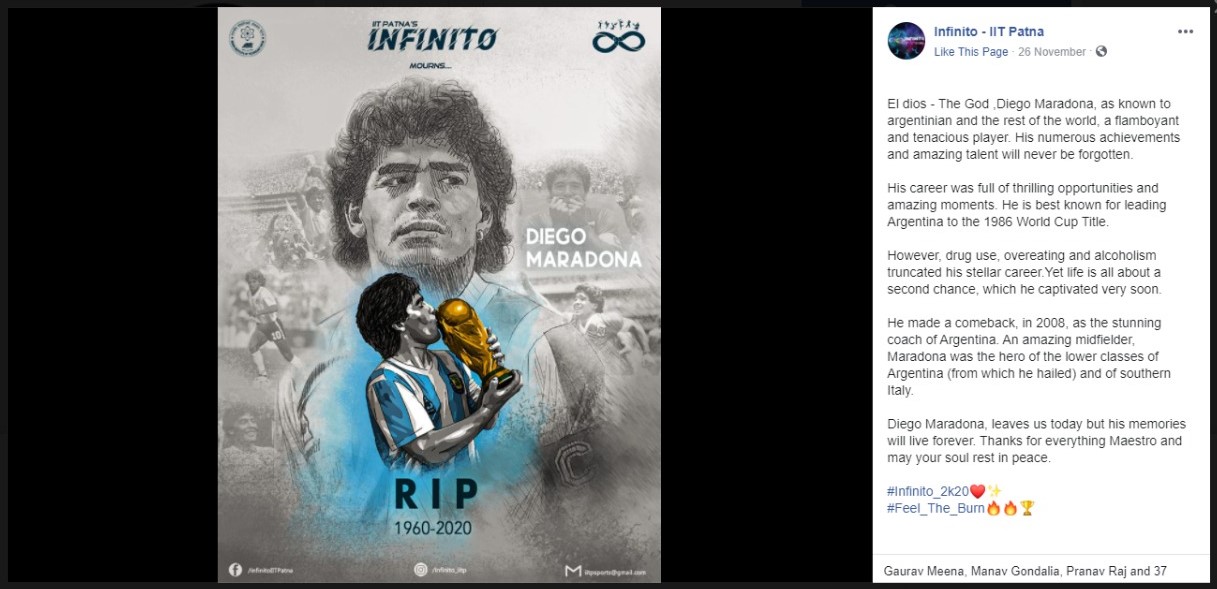 IIT PATNA'S
INFINITO
MOURNS...
DIEGO
MARADONA
10
C
RIP
1960-2020
/infinitoIITPatna
/infinito_iitp
iitpsports@gmail.com
Infinito - IIT Patna
Like This Page · 26 November ·
El dios - The God ,Diego Maradona, as known to
argentinian and the rest of the world, a flamboyant
and tenacious player. His numerous achievements
and amazing talent will never be forgotten.
His career was full of thrilling opportunities and
amazing moments. He is best known for leading
Argentina to the 1986 World Cup Title.
However, drug use, overeating and alcoholism
truncated his stellar career.Yet life is all about a
second chance, which he captivated very soon.
He made a comeback, in 2008, as the stunning
coach of Argentina. An amazing midfielder,
Maradona was the hero of the lower classes of
Argentina (from which he hailed) and of southern
Italy.
Diego Maradona, leaves us today but his memories
will live forever. Thanks for everything Maestro and
may your soul rest in peace.
#Infinito_2k20❤️✨
#Feel_The_Burn🔥🔥🏆
Gaurav Meena, Manav Gondalia, Pranav Raj and 37